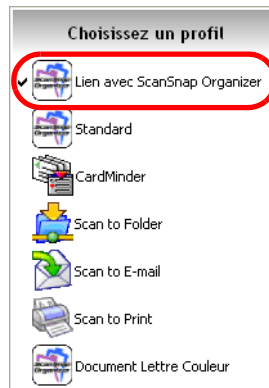 Choisissez un profil
Lien avec ScanSnap Organizer
Standard
CardMinder
Scan to Folder
Scan to E-mail
Scan to Print
Document Lettre Couleur